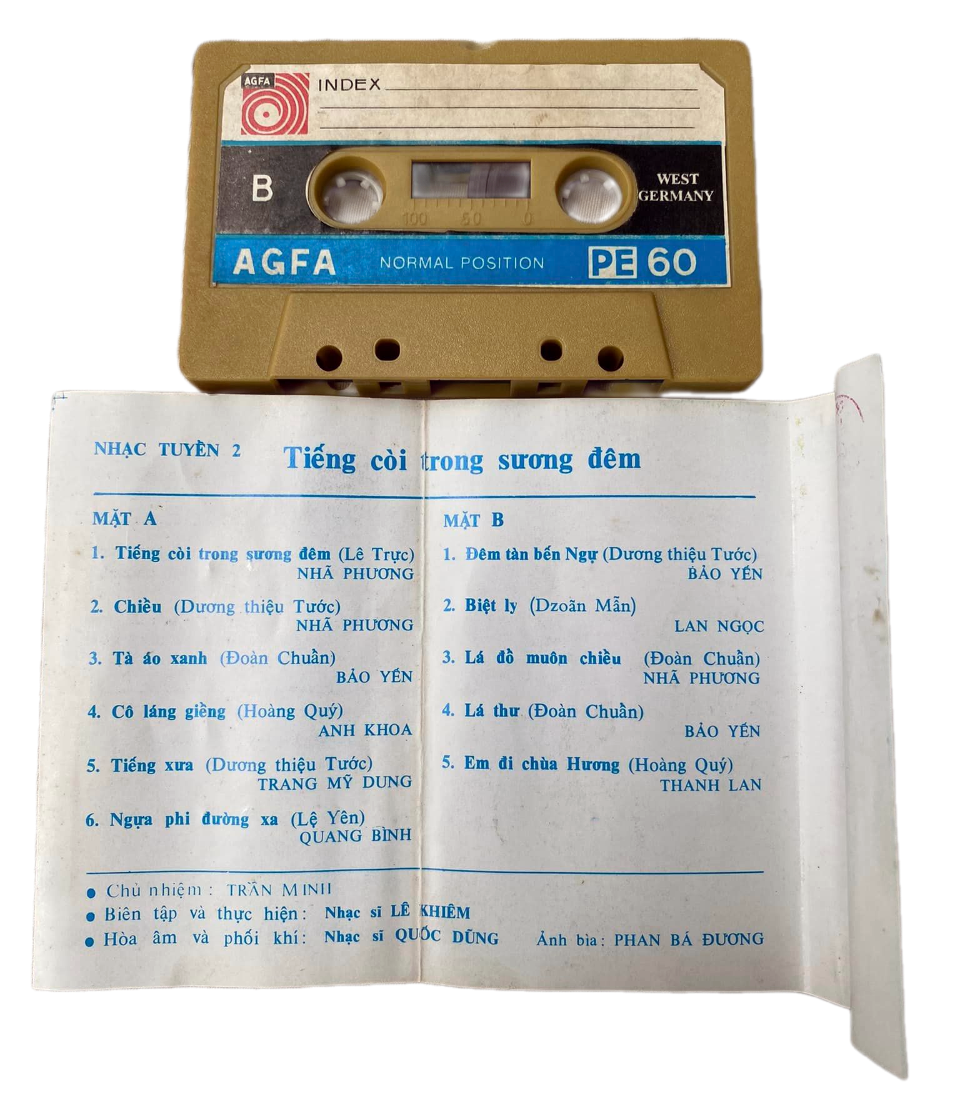 AGFA
INDEX
B
WEST
GERMANY
100 50 0
AGFA NORMAL POSITION PE 60
NHẠC TUYỀN 2 Tiếng còi trong sương đêm
MẶT A
1. Tiếng còi trong sương đêm (Lê Trực)
NHÃ PHƯƠNG
2. Chiều (Dương thiệu Tước)
NHÃ PHƯƠNG
3. Tà áo xanh (Đoàn Chuẩn)
BẢO YẾN
4. Cô láng giềng (Hoàng Quý)
ANH KHOA
5. Tiếng xưa (Dương thiệu Tước)
TRANG MỸ DUNG
6. Ngựa phi đường xa (Lệ Yên)
QUANG BÌNH
MẶT B
1. Đêm tàn bến Ngự (Dương thiệu Tước)
BẢO YẾN
2. Biệt ly (Dzoãn Mẫn)
LAN NGỌC
3. Lá đồ muôn chiều (Đoàn Chuẩn)
NHÃ PHƯƠNG
4. Lá thư (Đoàn Chuẩn)
BẢO YẾN
5. Em đi chùa Hương (Hoàng Quý)
THANH LAN
● Chủ nhiệm : TRẦN MINH
● Biên tập và thực hiện: Nhạc sĩ LÊ KHIÊM
● Hòa âm và phối khí: Nhạc sĩ QUỐC DŨNG Ảnh bìa: PHAN BÁ ĐƯƠNG